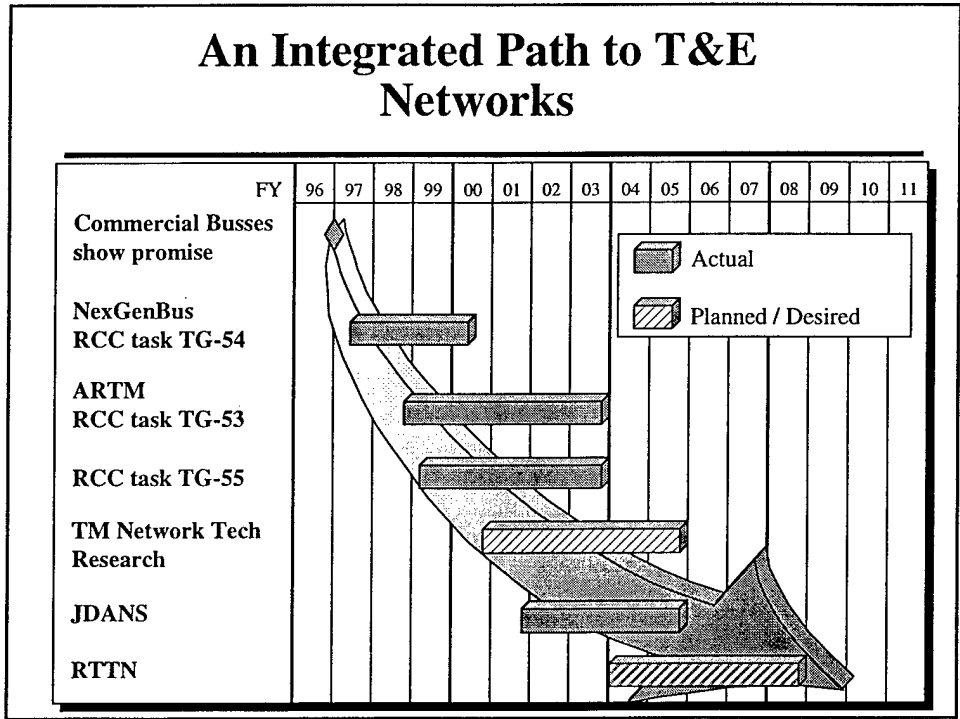 An Integrated Path to T&E
Networks
FY 96 97 98 99 00 01 02 03 04 05 06 07 08 09 10 11
Commercial Busses
show promise
Actual
Planned / Desired
NexGenBus
RCC task TG-54
ARTM
RCC task TG-53
RCC task TG-55
TM Network Tech
Research
JDANS
RTTN